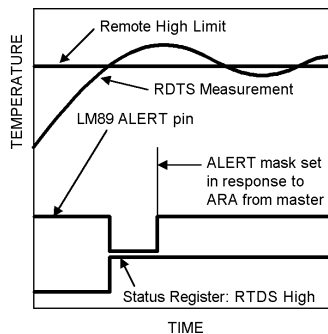 Remote High Limit
RDTS Measurement
LM89 ALERT pin
ALERT mask set
in response to
ARA from master
Status Register: RTDS High
TEMPERATURE
TIME